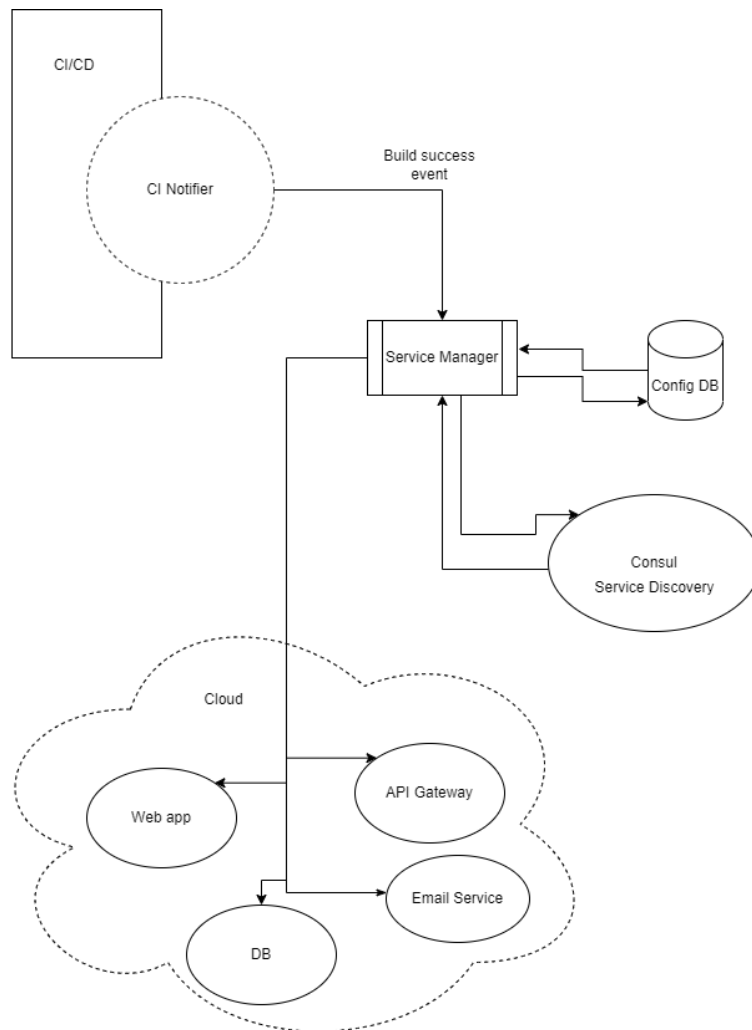 CI/CD
CI Notifier
Build success
event
Service Manager
Config DB
Consul
Service Discovery
Cloud
API Gateway
Web app
Email Service
DB